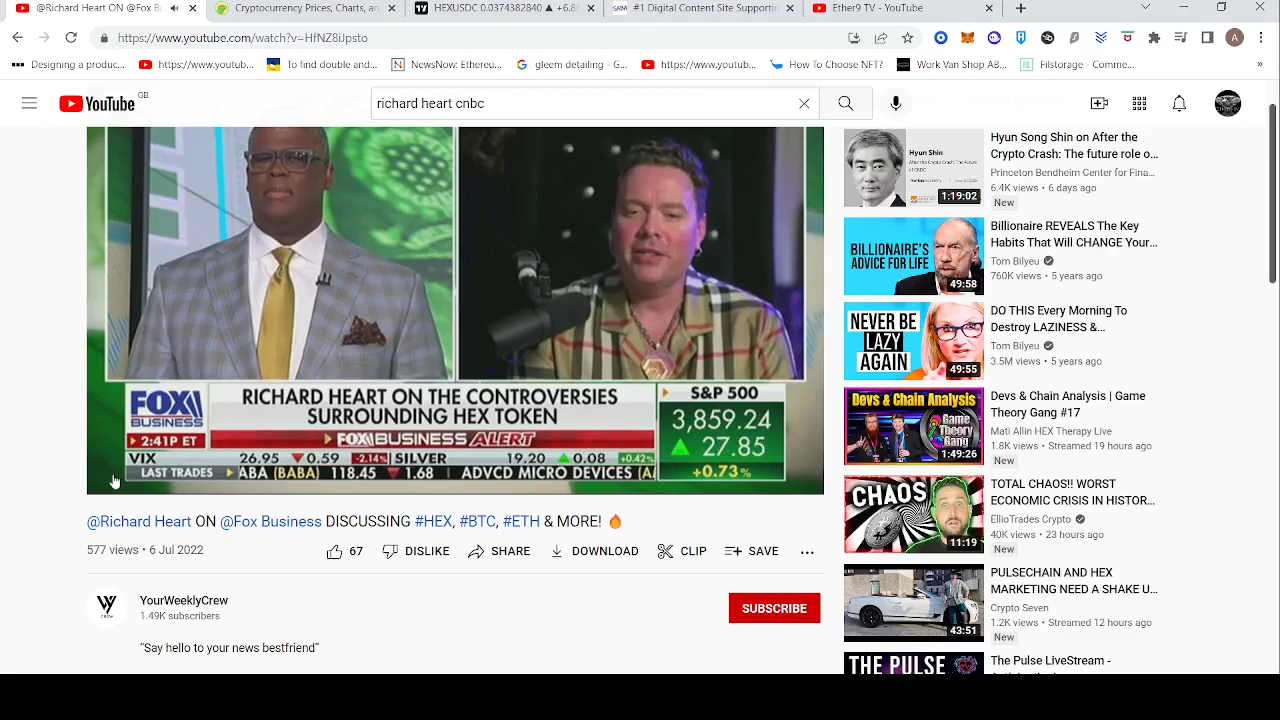 @Richard Heart ON @Fox Bu
Cryptocurrency Prices, Charts, an
HEXUSDC 0.0374382840 ▲ +6.8
#1 Digital Content Site Supportin
Ether9 TV - YouTube
youtube.com/watch?v=HfNZ8iJpsto
A
Designing a produc...
https://www.youtub...
To find double and...
NewsNow: Ethereu...
gleem detailing - G...
https://www.youtub...
How To Choose NFT?
Work Van Shep AB...
Filstorage - Comme...
»
YouTube GB
richard heart cnbc
FOX
BUSINESS
2:41P ET
RICHARD HEART ON THE CONTROVERSIES
SURROUNDING HEX TOKEN
FOX BUSINESS ALERT
S&P 500
3,859.24
▲ 27.85
+0.73%
VIX 26.95 ▼0.59 -2.14% SILVER 19.20 ▲0.08 +0.42%
LAST TRADES ABA (BABA) 118.45 ▼1.68 ADVCD MICRO DEVICES (A
@Richard Heart ON @Fox Business DISCUSSING #HEX, #BTC, #ETH & MORE! 🔥
577 views • 6 Jul 2022
67
DISLIKE
SHARE
DOWNLOAD
CLIP
SAVE
...
YourWeeklyCrew
1.49K subscribers
SUBSCRIBE
"Say hello to your news bestfriend"
Hyun Shin
1:19:02
Hyun Song Shin on After the
Crypto Crash: The future role o...
Princeton Bendheim Center for Fina...
6.4K views • 6 days ago
New
BILLIONAIRE'S
ADVICE FOR LIFE
49:58
Billionaire REVEALS The Key
Habits That Will CHANGE Your...
Tom Bilyeu
760K views • 5 years ago
NEVER BE
LAZY
AGAIN
49:55
DO THIS Every Morning To
Destroy LAZINESS &...
Tom Bilyeu
3.5M views • 5 years ago
Devs & Chain Analysis
Game
Theory
Gang
1:49:26
Devs & Chain Analysis | Game
Theory Gang #17
Mati Allin HEX Therapy Live
1.8K views • Streamed 19 hours ago
New
CHAOS
11:19
TOTAL CHAOS!! WORST
ECONOMIC CRISIS IN HISTOR...
EllioTrades Crypto
40K views • 23 hours ago
New
43:51
PULSECHAIN AND HEX
MARKETING NEED A SHAKE U...
Crypto Seven
1.2K views • Streamed 12 hours ago
New
THE PULSE
The Pulse LiveStream -